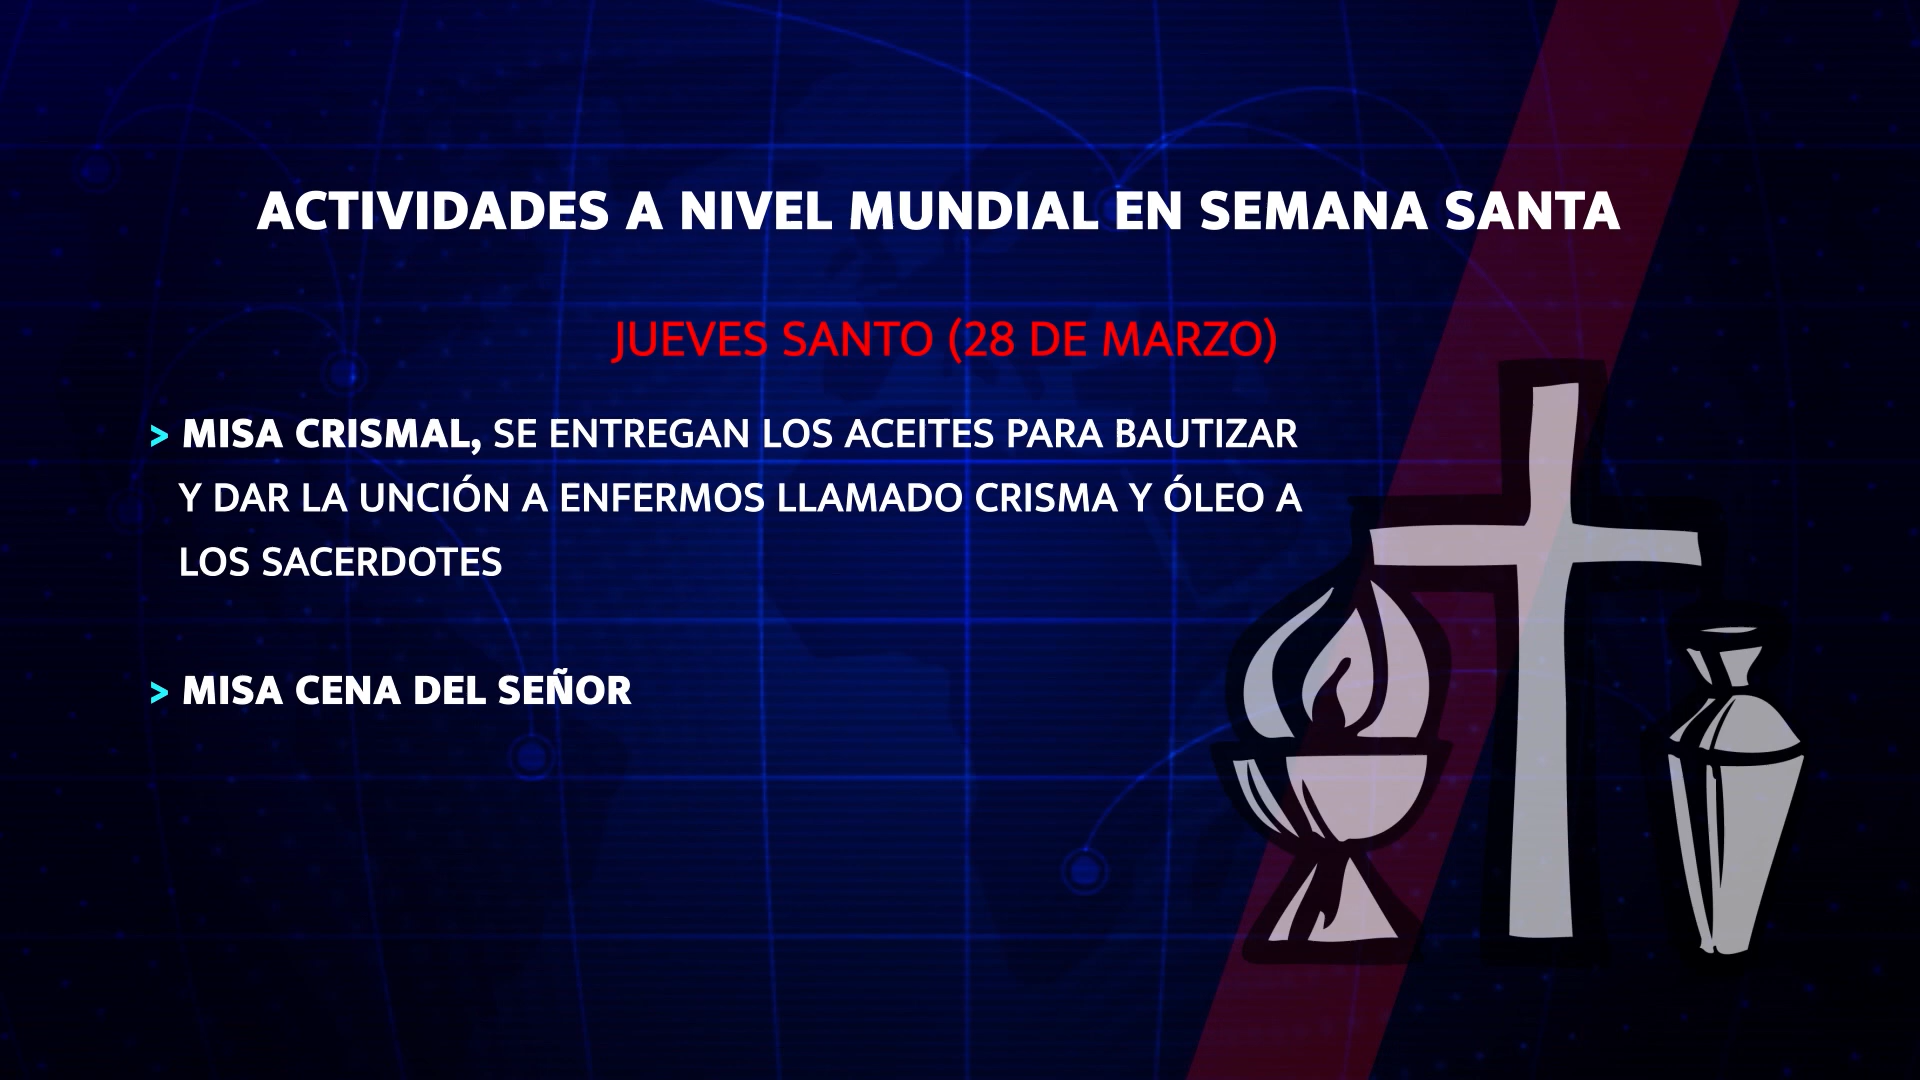 ACTIVIDADES A NIVEL MUNDIAL EN SEMANA SANTA
JUEVES SANTO (28 DE MARZO)
> MISA CRISMAL, SE ENTREGAN LOS ACEITES PARA BAUTIZAR
Y DAR LA UNCIÓN A ENFERMOS LLAMADO CRISMA Y ÓLEO A
LOS SACERDOTES
> MISA CENA DEL SEÑOR